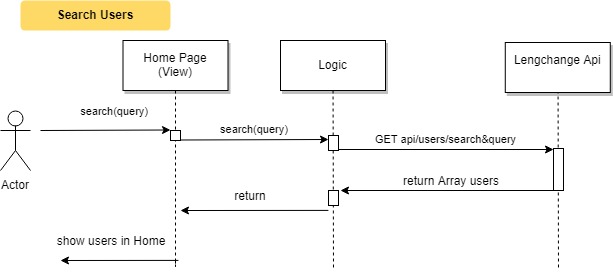 Search Users
Home Page
(View)
Logic
Lengchange Api
search(query)
search(query)
GET api/users/search&query
Actor
return Array users
return
show users in Home